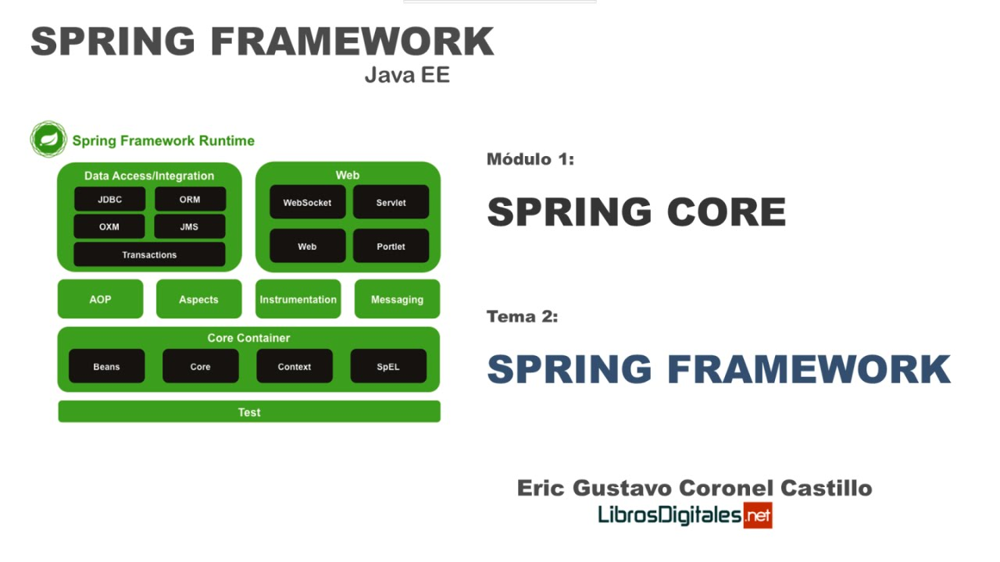 SPRING FRAMEWORK
Java EE
Spring Framework Runtime
Data Access/Integration
JDBC
ORM
OXM
JMS
Transactions
Web
WebSocket
Servlet
Web
Portlet
AOP
Aspects
Instrumentation
Messaging
Core Container
Beans
Core
Context
SpEL
Test
Módulo 1:
SPRING CORE
Tema 2:
SPRING FRAMEWORK
Eric Gustavo Coronel Castillo
LibrosDigitales.net